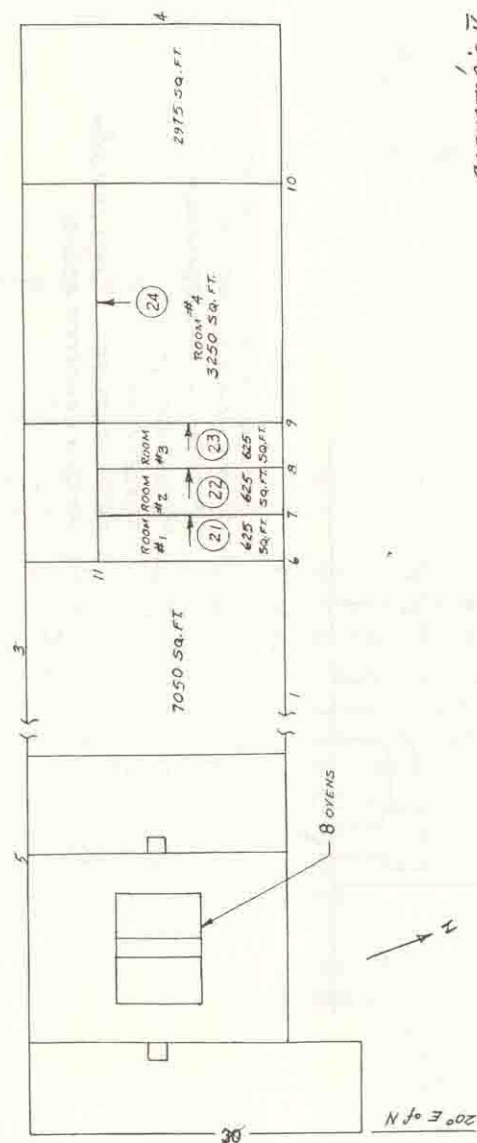 4
2975 SQ.FT.
10
24
ROOM #4
3250 SQ.FT.
9
ROOM #3
23
625 SQ.FT.
8
ROOM #2
22
625 SQ.FT.
7
ROOM #1
21
625 SQ.FT.
6
11
3
7050 SQ.FT
1
5
8 OVENS
N
30
20° E of N